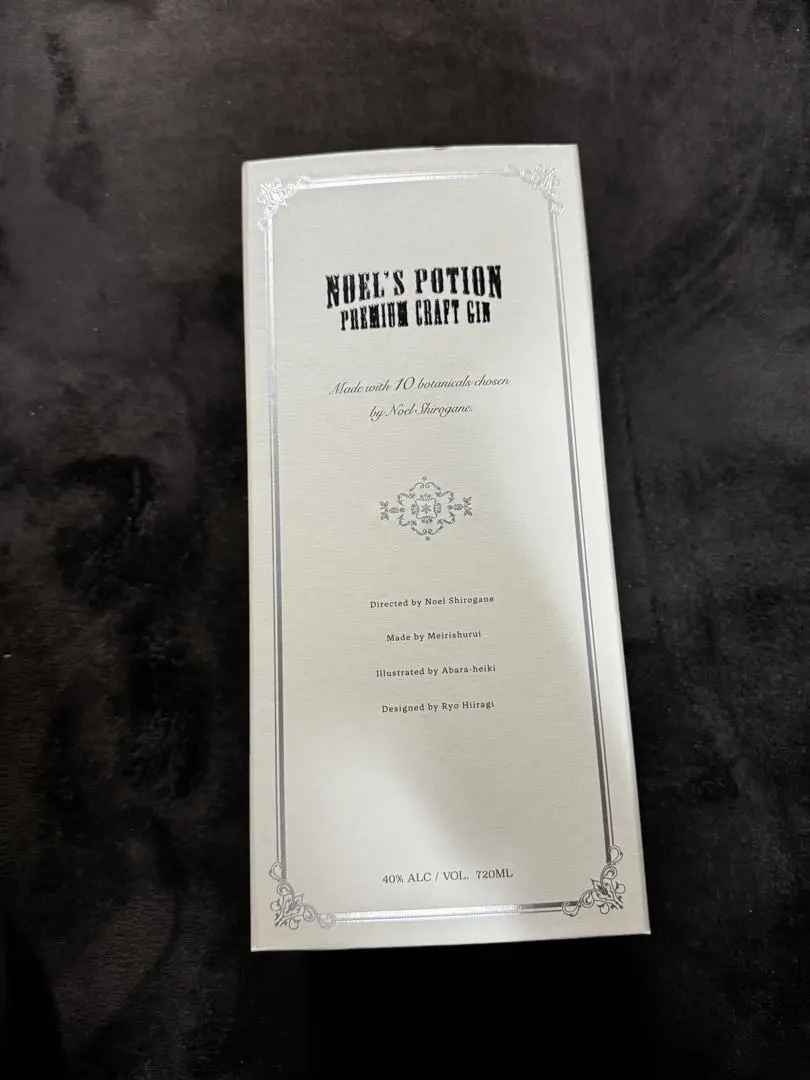 NOEL'S POTION
PREMIUM CRAFT GIN
Made with 10 botanicals chosen
by Noel Shirogane.
Directed by Noel Shirogane
Made by Meirishurui
Illustrated by Abara-heiki
Designed by Ryo Hiiragi
40% ALC / VOL. 720ML